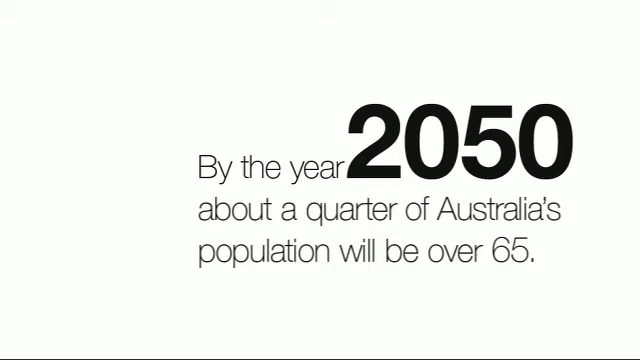 By the year 2050
about a quarter of Australia's
population will be over 65.